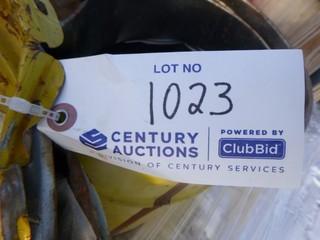 LOT NO
1023
CENTURY AUCTIONS
POWERED BY
ClubBid
DIVISION OF CENTURY SERVICES